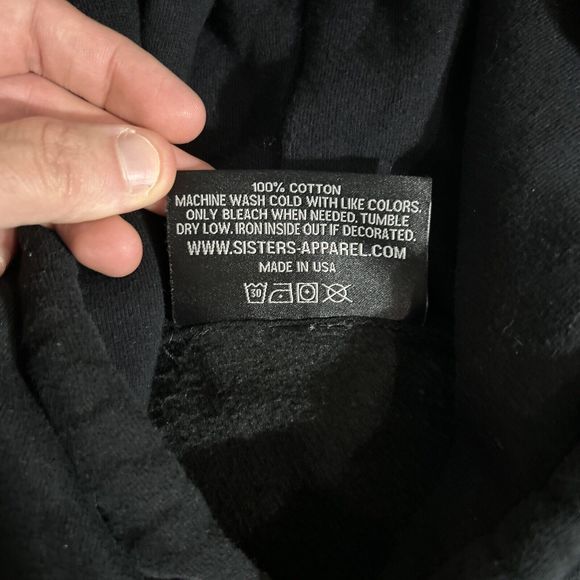 100% COTTON
MACHINE WASH COLD WITH LIKE COLORS.
ONLY BLEACH WHEN NEEDED. TUMBLE
DRY LOW. IRON INSIDE OUT IF DECORATED.
WWW.SISTERS-APPAREL.COM
MADE IN USA
30